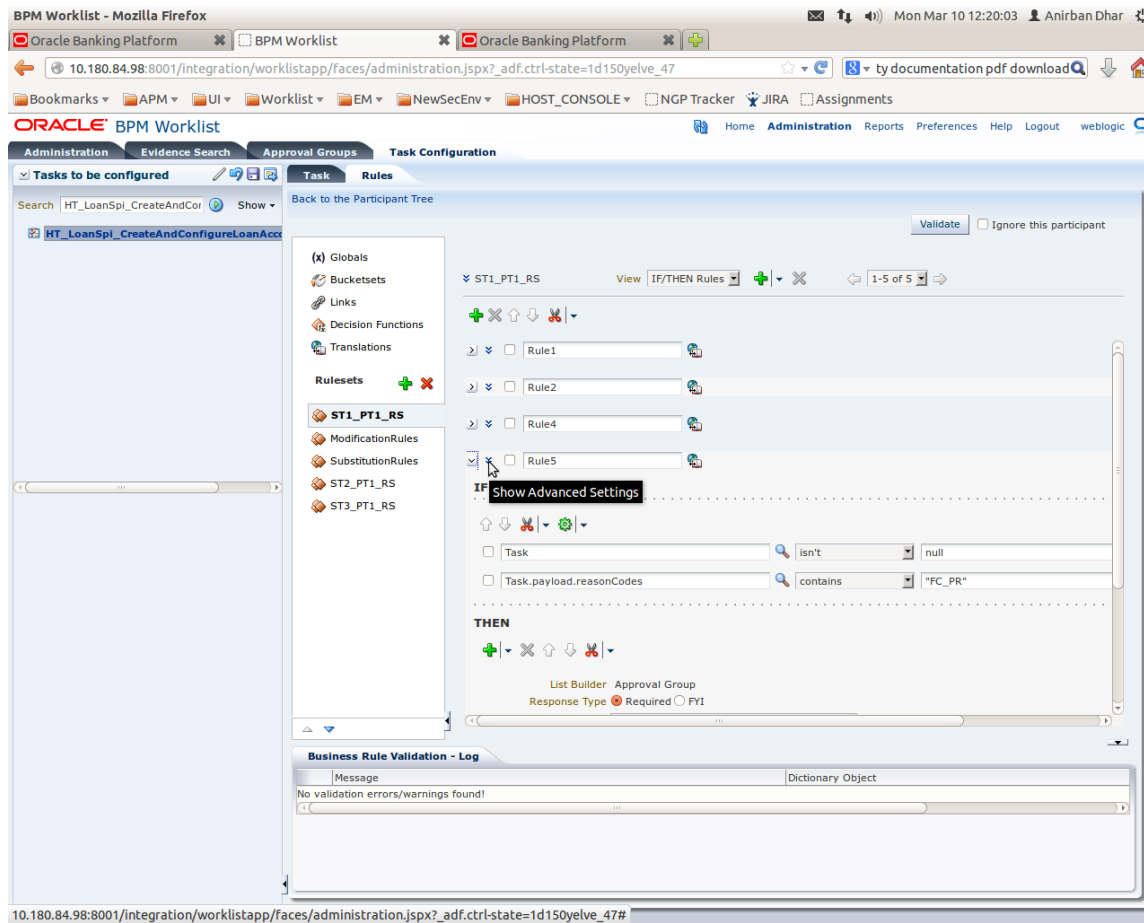 BPM Worklist - Mozilla Firefox
Mon Mar 10 12:20:03 Anirban Dhar
Oracle Banking Platform
BPM Worklist
Oracle Banking Platform
10.180.84.98:8001/integration/worklistapp/faces/administration.jspx?_adf.ctrl-state=1d150yelve_47
ty documentation pdf download
Bookmarks APM UI Worklist EM NewSecEnv HOST_CONSOLE NGP Tracker JIRA Assignments
ORACLE BPM Worklist
Home Administration Reports Preferences Help Logout weblogic
Administration Evidence Search Approval Groups Task Configuration
Tasks to be configured
Task Rules
Search HT_LoanSpi_CreateAndCor Show
Back to the Participant Tree
HT_LoanSpi_CreateAndConfigureLoanAcco
Validate Ignore this participant
(x) Globals
Bucketsets
Links
Decision Functions
Translations
Rulesets
ST1_PT1_RS
ModificationRules
SubstitutionRules
ST2_PT1_RS
ST3_PT1_RS
ST1_PT1_RS View IF/THEN Rules 1-5 of 5
Rule1
Rule2
Rule4
Rule5
IF
Show Advanced Settings
Task isn't null
Task.payload.reasonCodes contains "FC_PR"
THEN
List Builder Approval Group
Response Type Required FYI
Business Rule Validation - Log
Message Dictionary Object
No validation errors/warnings found!
10.180.84.98:8001/integration/worklistapp/faces/administration.jspx?_adf.ctrl-state=1d150yelve_47#